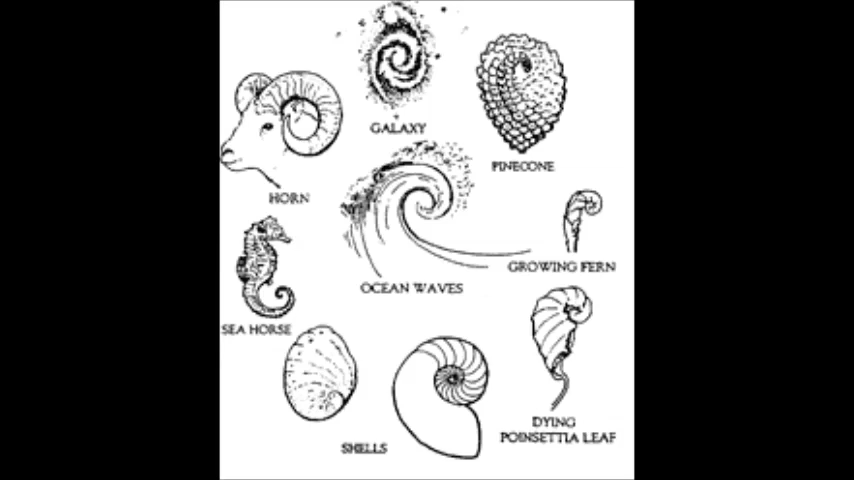 GALAXY
PINECONE
HORN
GROWING FERN
OCEAN WAVES
SEA HORSE
DYING
POINSETTIA LEAF
SHELLS